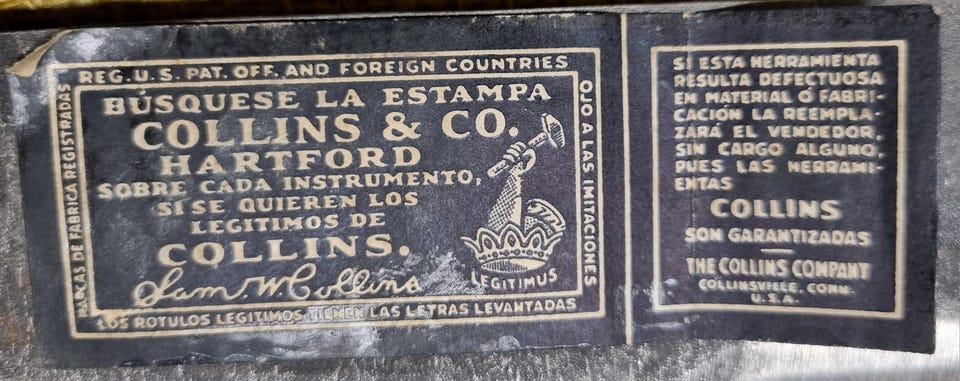 REG. U. S. PAT. OFF. AND FOREIGN COUNTRIES
MARCAS DE FABRICA REGISTRADAS
BÚSQUESE LA ESTAMPA
COLLINS & CO.
HARTFORD
SOBRE CADA INSTRUMENTO,
SI SE QUIEREN LOS
LEGITIMOS DE
COLLINS.
Sam. W. Collins
LEGITIMUS
OJO A LAS IMITACIONES
LOS ROTULOS LEGITIMOS TIENEN LAS LETRAS LEVANTADAS
SI ESTA HERRAMIENTA
RESULTA DEFECTUOSA
EN MATERIAL Ó FABRI-
CACIÓN LA REEMPLA-
ZARÁ EL VENDEDOR,
SIN CARGO ALGUNO,
PUES LAS HERRAMI-
ENTAS
COLLINS
SON GARANTIZADAS
THE COLLINS COMPANY
COLLINSVILLE, CONN.
U.S.A.